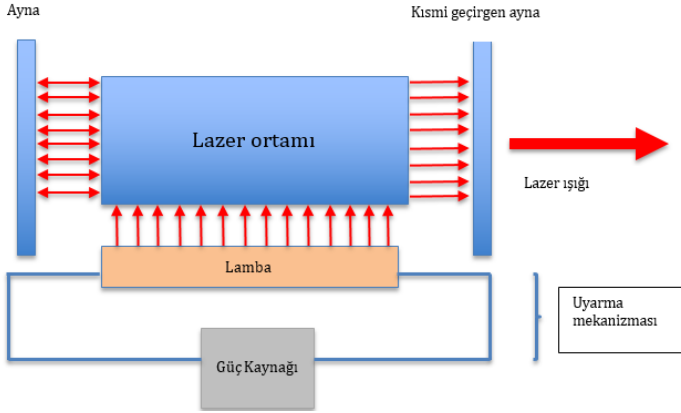 Ayna
Kısmi geçirgen ayna
Lazer ortamı
Lazer ışığı
Lamba
Uyarma
mekanizması
Güç Kaynağı